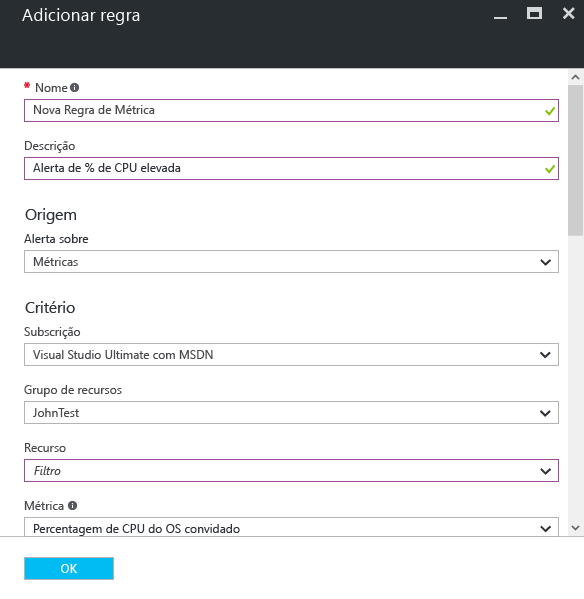 Adicionar regra
* Nome
Nova Regra de Métrica
Descrição
Alerta de % de CPU elevada
Origem
Alerta sobre
Métricas
Critério
Subscrição
Visual Studio Ultimate com MSDN
Grupo de recursos
JohnTest
Recurso
Filtro
Métrica
Percentagem de CPU do OS convidado
OK